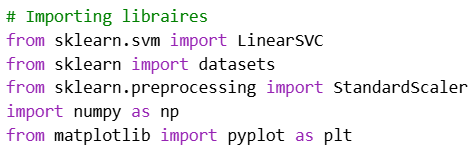 # Importing libraires
from sklearn.svm import LinearSVC
from sklearn import datasets
from sklearn.preprocessing import StandardScaler
import numpy as np
from matplotlib import pyplot as plt